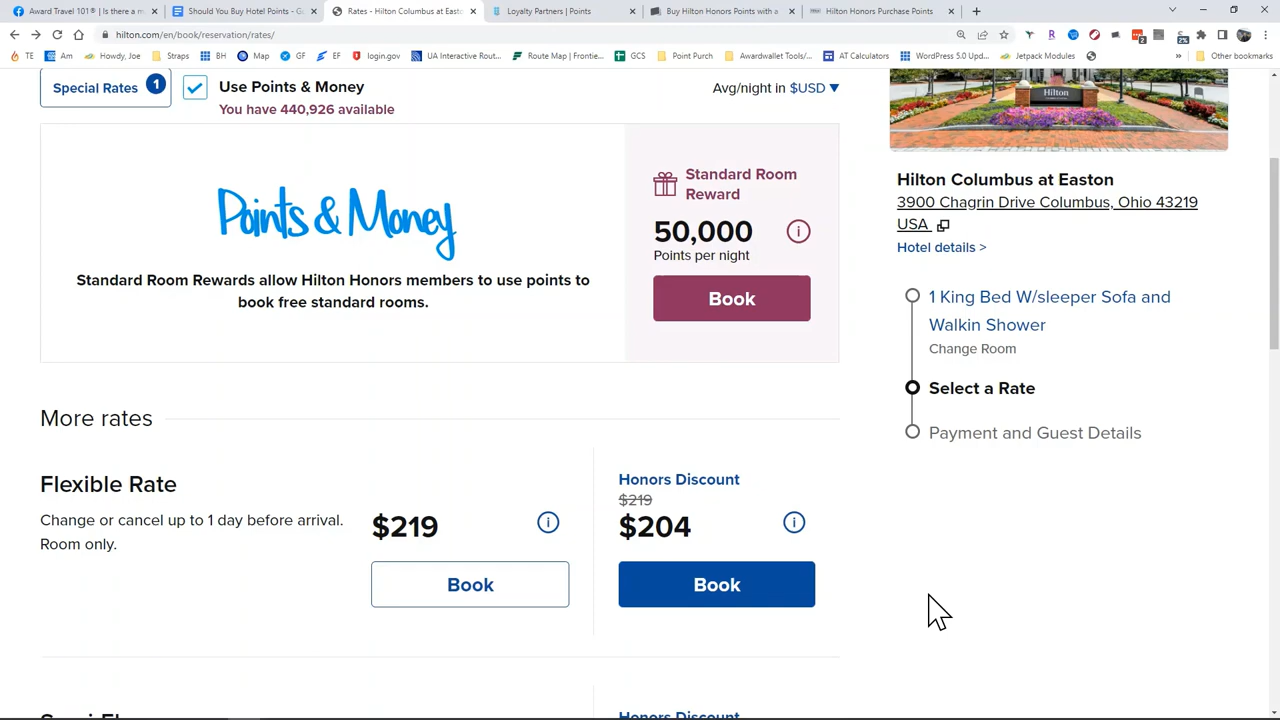 Award Travel 101® | Is there a m
Should You Buy Hotel Points - Go
Rates - Hilton Columbus at Easto
Loyalty Partners | Points
Buy Hilton Honors Points with a
Hilton Honors Purchase Points
hilton.com/en/book/reservation/rates/
TE
Am
Howdy, Joe
Straps
BH
Map.
GF
EF
login.gov
UA Interactive Rout...
Route Map | Frontie...
GCS
Point Purch
Awardwallet Tools/...
AT Calculators
WordPress 5.0 Upd...
Jetpack Modules
»
Other bookmarks
Special Rates 1
Use Points & Money
You have 440,926 available
Avg/night in $USD
Points & Money
Standard Room Rewards allow Hilton Honors members to use points to
book free standard rooms.
Standard Room
Reward
50,000
Points per night
Book
More rates
Flexible Rate
Change or cancel up to 1 day before arrival.
Room only.
$219
Book
Honors Discount
$219
$204
Book
Honors Discount
Hilton
Hilton Columbus at Easton
3900 Chagrin Drive Columbus, Ohio 43219
USA
Hotel details >
1 King Bed W/sleeper Sofa and
Walkin Shower
Change Room
Select a Rate
Payment and Guest Details